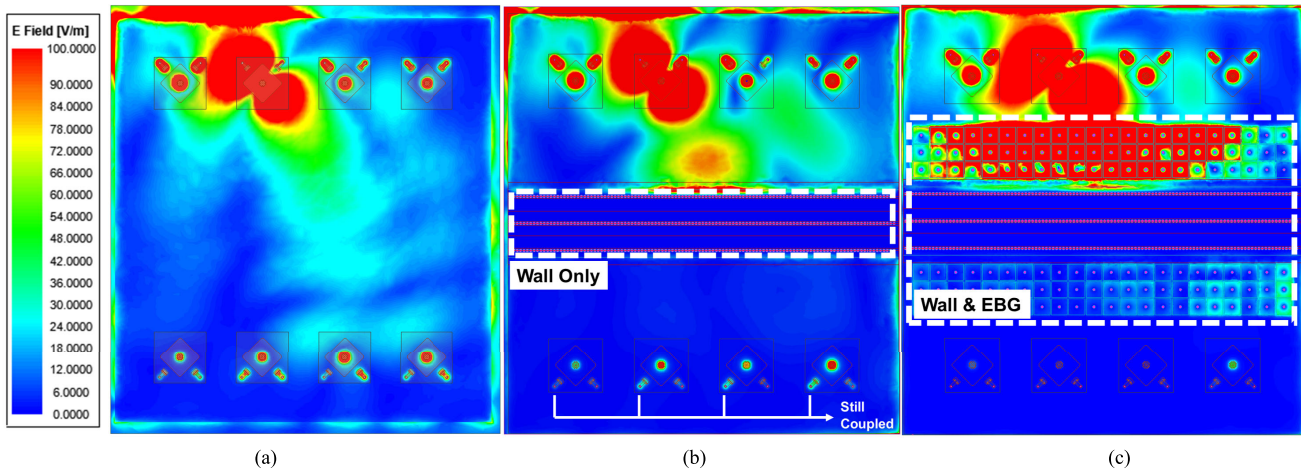 E Field [V/m]
100.0000
90.0000
84.0000
78.0000
72.0000
66.0000
60.0000
54.0000
48.0000
42.0000
36.0000
30.0000
24.0000
18.0000
12.0000
6.0000
0.0000
Wall Only
Still
Coupled
Wall & EBG
(a)
(b)
(c)